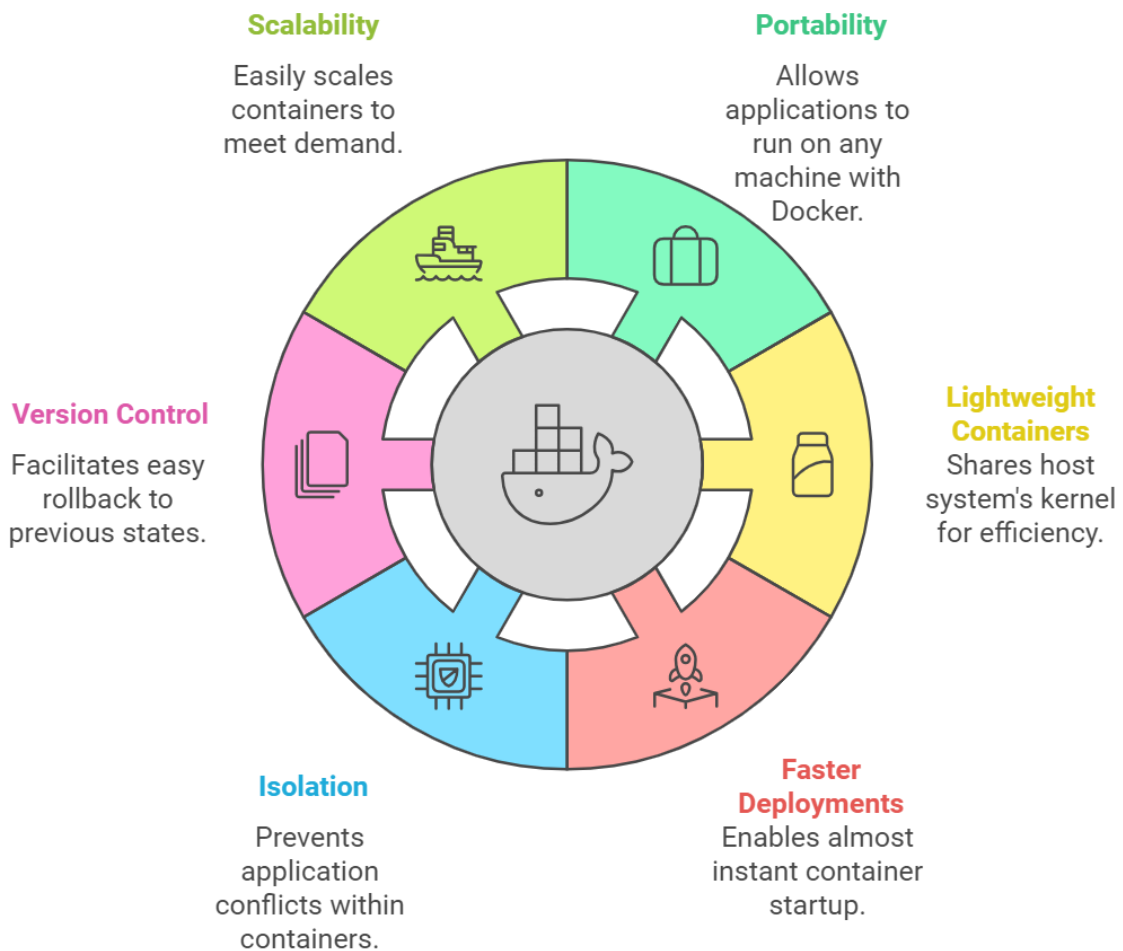 Scalability
Easily scales
containers to
meet demand.
Portability
Allows
applications to
run on any
machine with
Docker.
Version Control
Facilitates easy
rollback to
previous states.
Lightweight
Containers
Shares host
system's kernel
for efficiency.
Isolation
Prevents
application
conflicts within
containers.
Faster
Deployments
Enables almost
instant container
startup.